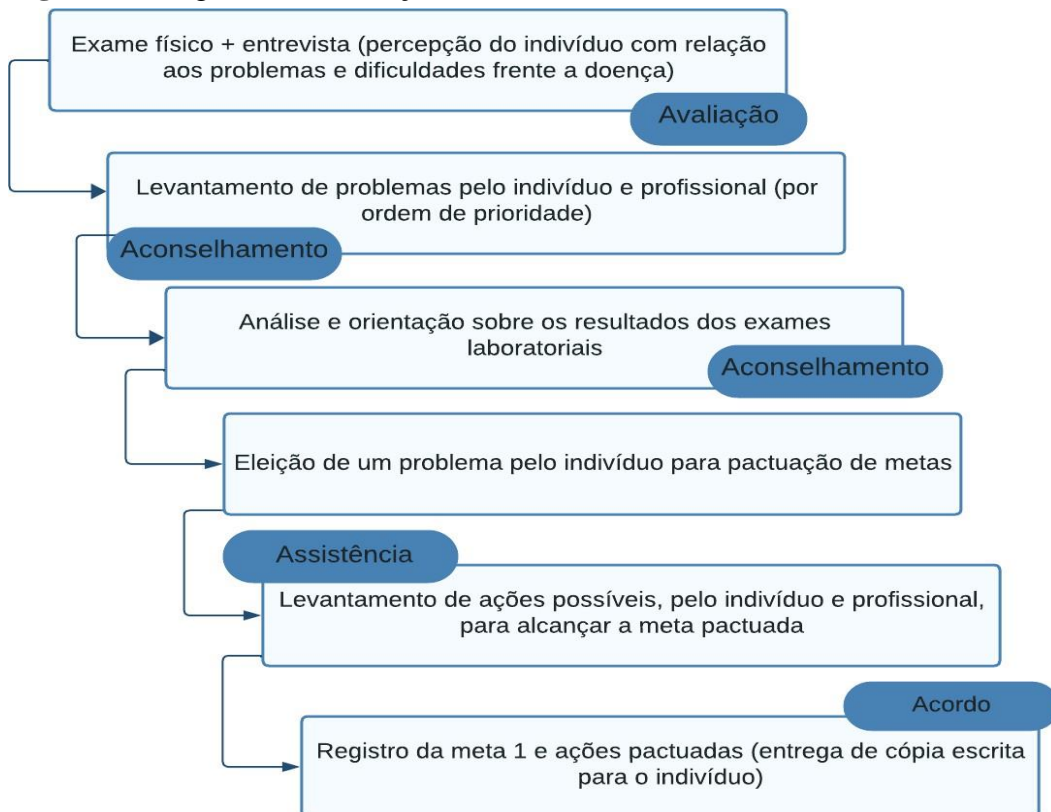 Exame físico + entrevista (percepção do indivíduo com relação
aos problemas e dificuldades frente a doença)
Avaliação
Levantamento de problemas pelo indivíduo e profissional (por
ordem de prioridade)
Aconselhamento
Análise e orientação sobre os resultados dos exames
laboratoriais
Aconselhamento
Eleição de um problema pelo indivíduo para pactuação de metas
Assistência
Levantamento de ações possíveis, pelo indivíduo e profissional,
para alcançar a meta pactuada
Acordo
Registro da meta 1 e ações pactuadas (entrega de cópia escrita
para o indivíduo)